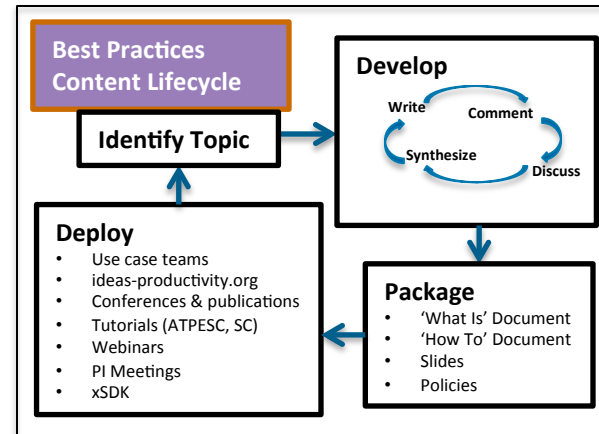 Best Practices
Content Lifecycle
Identify Topic
Develop
Write
Comment
Synthesize
Discuss
Deploy
• Use case teams
• ideas-productivity.org
• Conferences & publications
• Tutorials (ATPESC, SC)
• Webinars
• PI Meetings
• xSDK
Package
• ‘What Is’ Document
• ‘How To’ Document
• Slides
• Policies